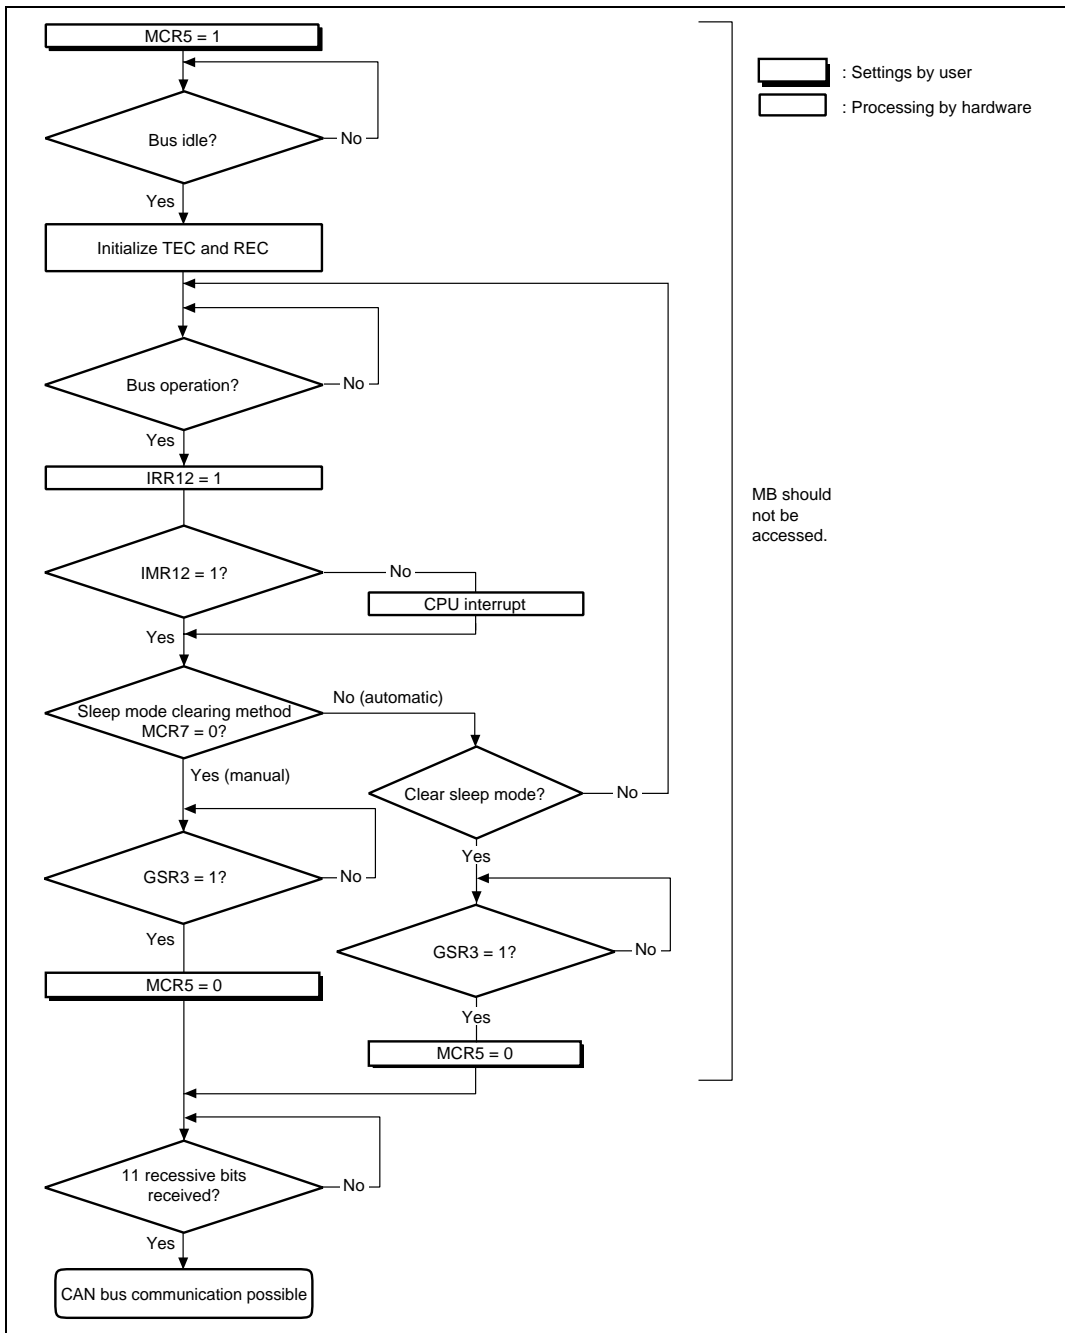 MCR5 = 1
: Settings by user
: Processing by hardware
Bus idle?
No
Yes
Initialize TEC and REC
Bus operation?
No
Yes
IRR12 = 1
MB should
not be
accessed.
IMR12 = 1?
No
CPU interrupt
Yes
Sleep mode clearing method
MCR7 = 0?
No (automatic)
Yes (manual)
Clear sleep mode?
No
Yes
GSR3 = 1?
No
Yes
GSR3 = 1?
No
Yes
MCR5 = 0
MCR5 = 0
11 recessive bits
received?
No
Yes
CAN bus communication possible